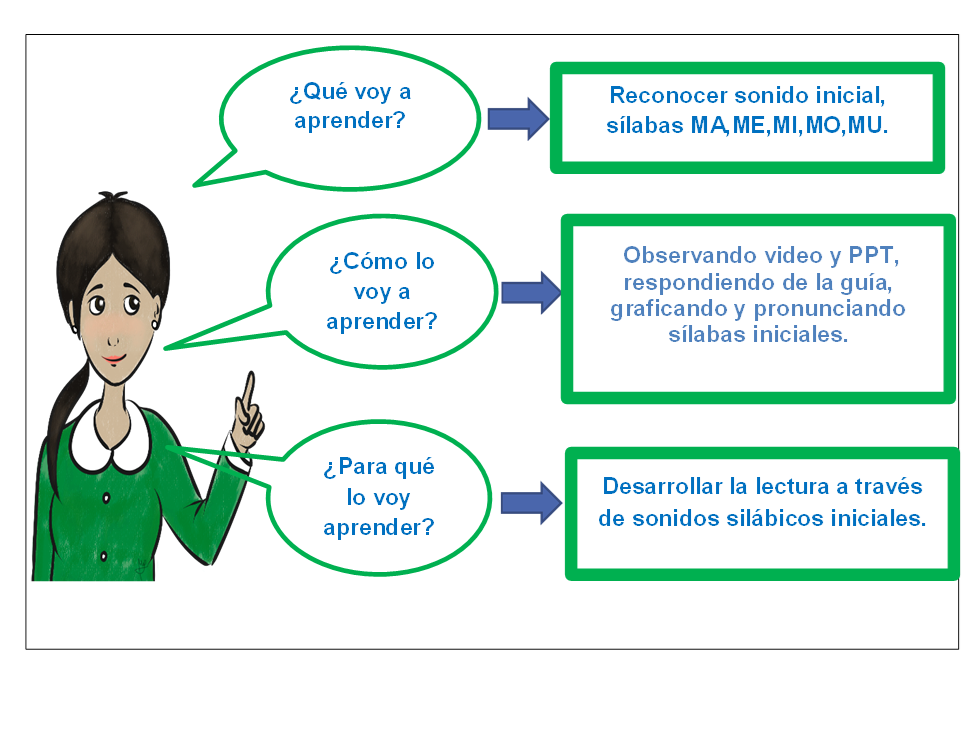 ¿Qué voy a
aprender?
Reconocer sonido inicial,
sílabas MA,ME,MI,MO,MU.
¿Cómo lo
voy a
aprender?
Observando video y PPT,
respondiendo de la guía,
graficando y pronunciando
sílabas iniciales.
¿Para qué
lo voy
aprender?
Desarrollar la lectura a través
de sonidos silábicos iniciales.